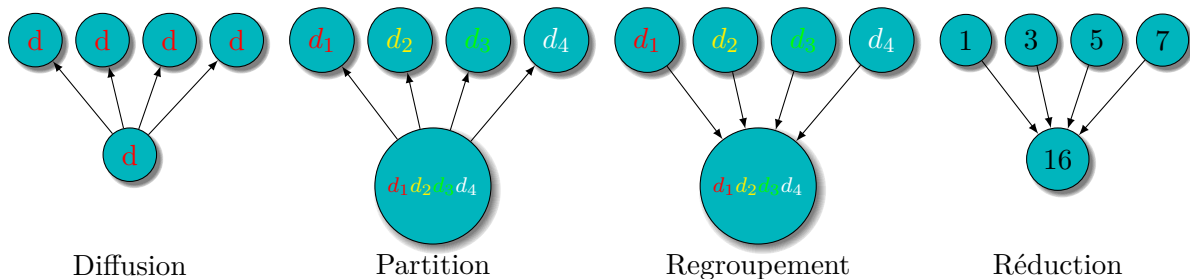 d d d d
d
Diffusion
d₁ d₂ d₃ d₄
d₁d₂d₃d₄
Partition
d₁ d₂ d₃ d₄
d₁d₂d₃d₄
Regroupement
1 3 5 7
16
Réduction